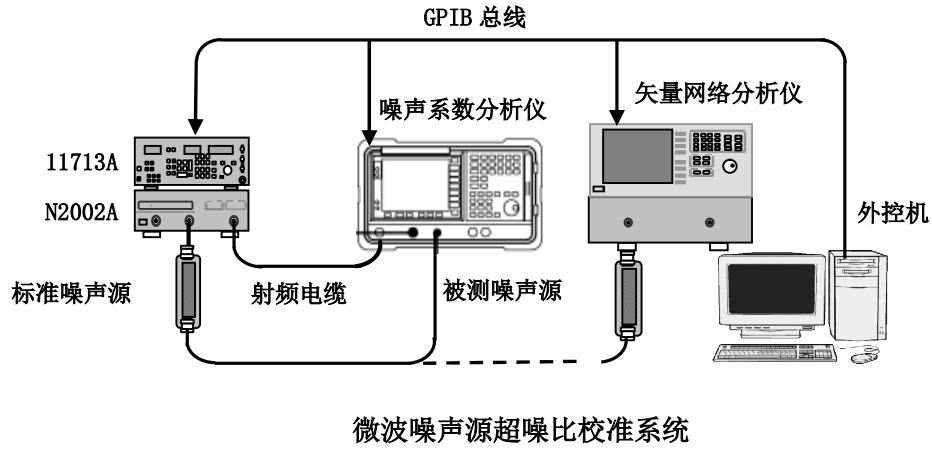 GPIB 总线
噪声系数分析仪
矢量网络分析仪
11713A
N2002A
外控机
标准噪声源
射频电缆
被测噪声源
微波噪声源超噪比校准系统